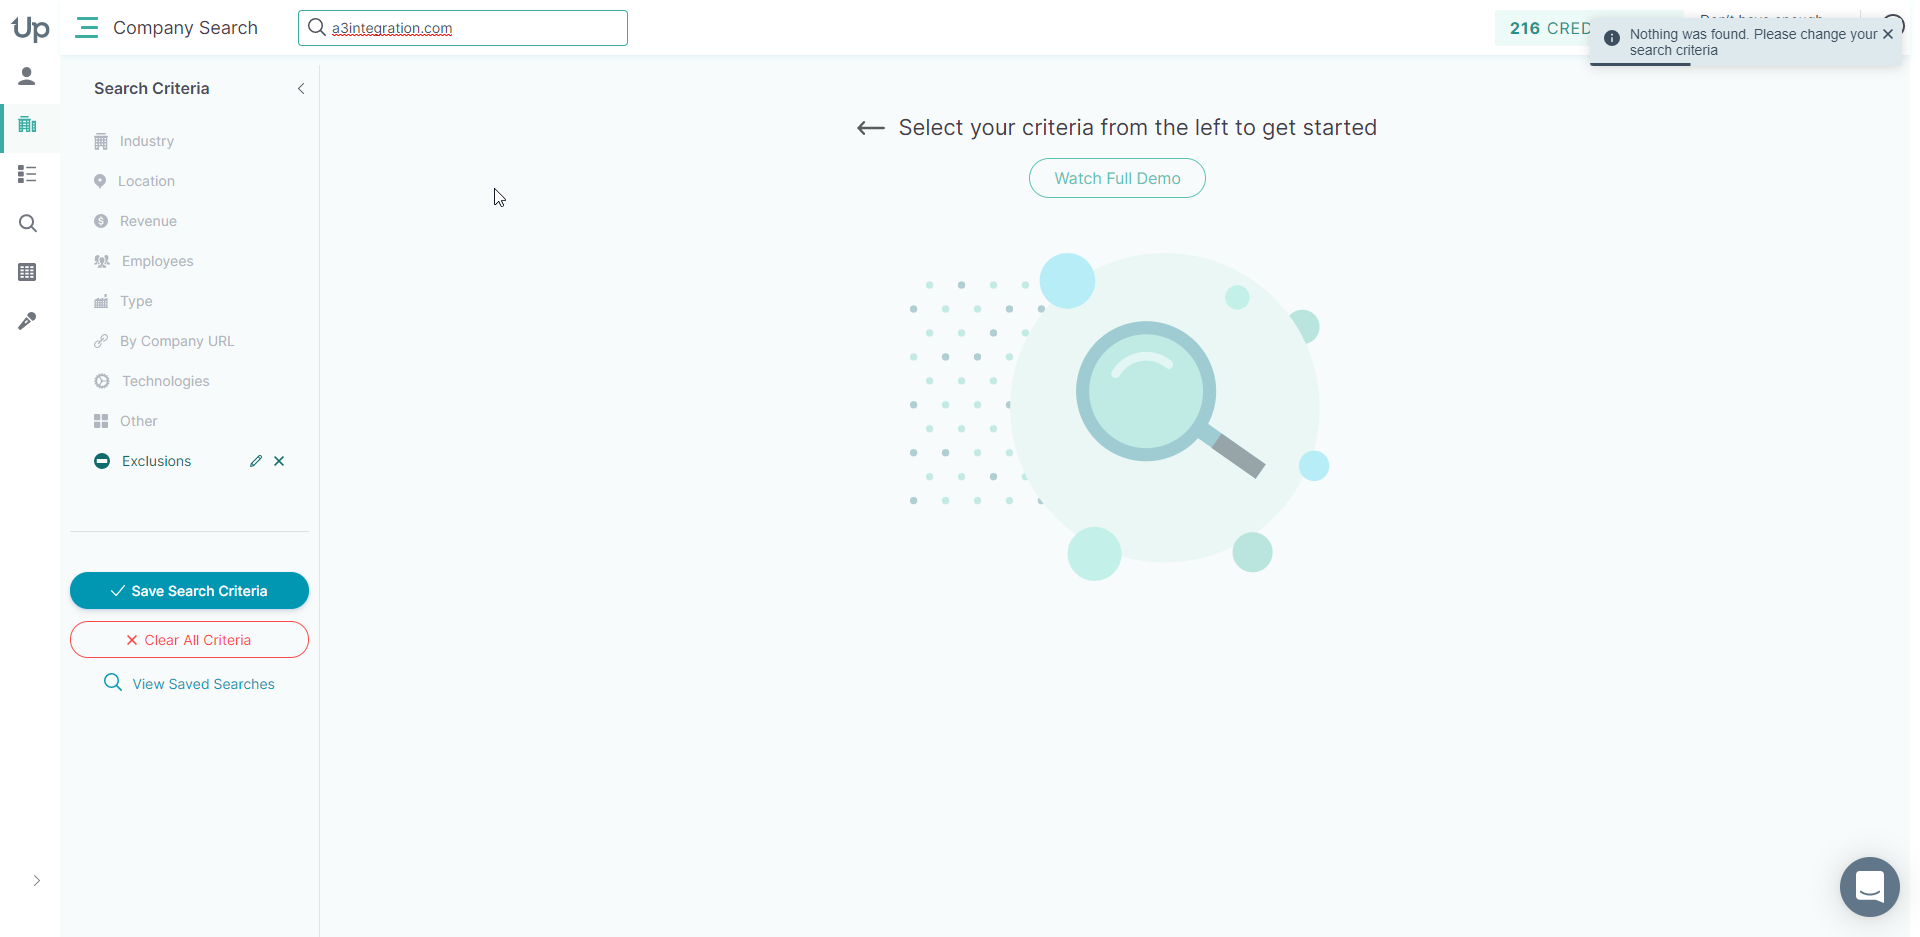 Up
Company Search
a3integration.com
216 CRED
Nothing was found. Please change your
search criteria
Search Criteria
Industry
Location
Revenue
Employees
Type
By Company URL
Technologies
Other
Exclusions
Save Search Criteria
Clear All Criteria
View Saved Searches
Select your criteria from the left to get started
Watch Full Demo